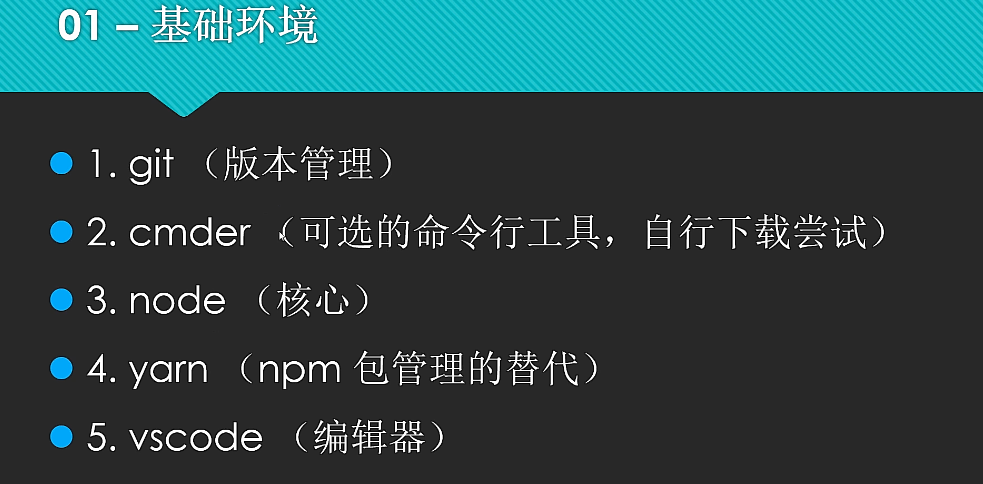 01 – 基础环境
1. git （版本管理）
2. cmder （可选的命令行工具，自行下载尝试）
3. node （核心）
4. yarn （npm 包管理的替代）
5. vscode （编辑器）